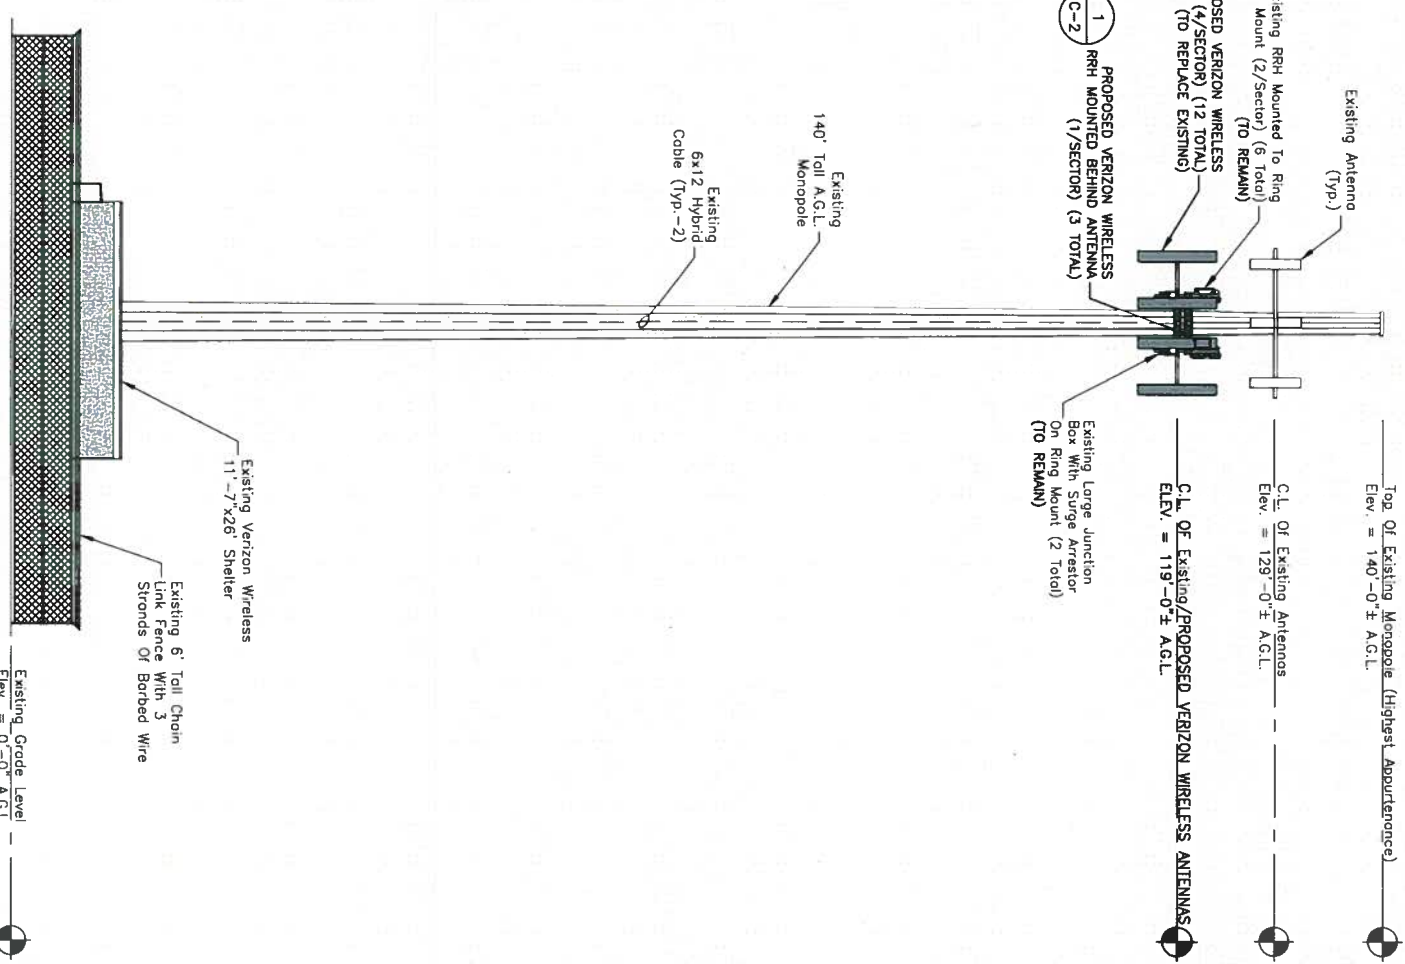 Top Of Existing Monopole (Highest Appurtenance)
Elev. = 140'-0"± A.G.L.
C.L. Of Existing Antennas
Elev. = 129'-0"± A.G.L.
C.L. OF Existing/PROPOSED VERIZON WIRELESS ANTENNAS
ELEV. = 119'-0"± A.G.L.
Existing Antenna
(Typ.)
isting RRH Mounted To Ring
Mount (2/Sector) (6 Total)
(TO REMAIN)
OSED VERIZON WIRELESS
(4/SECTOR) (12 TOTAL)
(TO REPLACE EXISTING)
1
C-2
PROPOSED VERIZON WIRELESS
RRH MOUNTED BEHIND ANTENNA
(1/SECTOR) (3 TOTAL)
Existing Large Junction
Box With Surge Arrestor
On Ring Mount (2 Total)
(TO REMAIN)
Existing
140' Tall A.G.L.
Monopole
Existing
6x12 Hybrid
Cable (Typ.-2)
Existing Verizon Wireless
11'-7"x26' Shelter
Existing 6' Tall Chain
Link Fence With 3
Strands Of Barbed Wire
Existing Grade Level
Elev. = 0'-0" A.G.L.